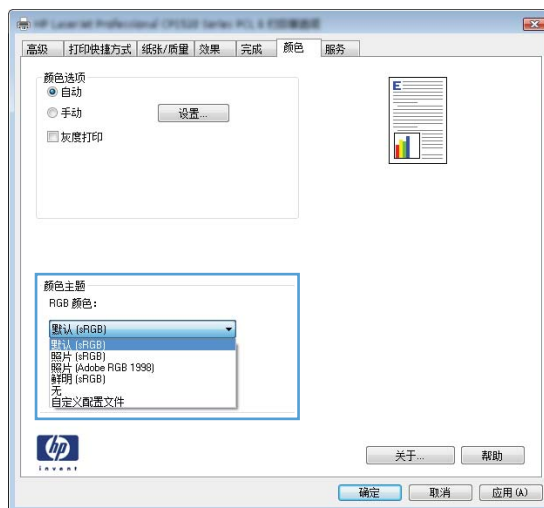 高级 打印快捷方式 纸张/质量 效果 完成 颜色 服务
颜色选项
自动
手动
设置...
灰度打印
E
颜色主题
RGB 颜色：
默认 (sRGB)
默认 (sRGB)
照片 (sRGB)
照片 (Adobe RGB 1998)
鲜明 (sRGB)
无
自定义配置文件
hp
invent
关于... 帮助
确定 取消 应用 (A)